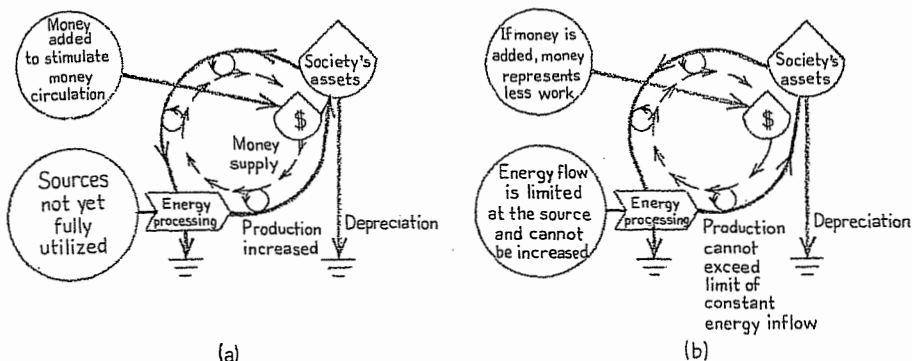 Money
added
to stimulate
money
circulation
Society's
assets
$
Money
supply
Sources
not yet
fully
utilized
Energy
processing
Production
increased
Depreciation
(a)
If money is
added, money
represents
less work
Society's
assets
$
Energy flow
is limited
at the source
and cannot
be increased
Energy
processing
Production
cannot
exceed
limit of
constant
energy inflow
Depreciation
(b)